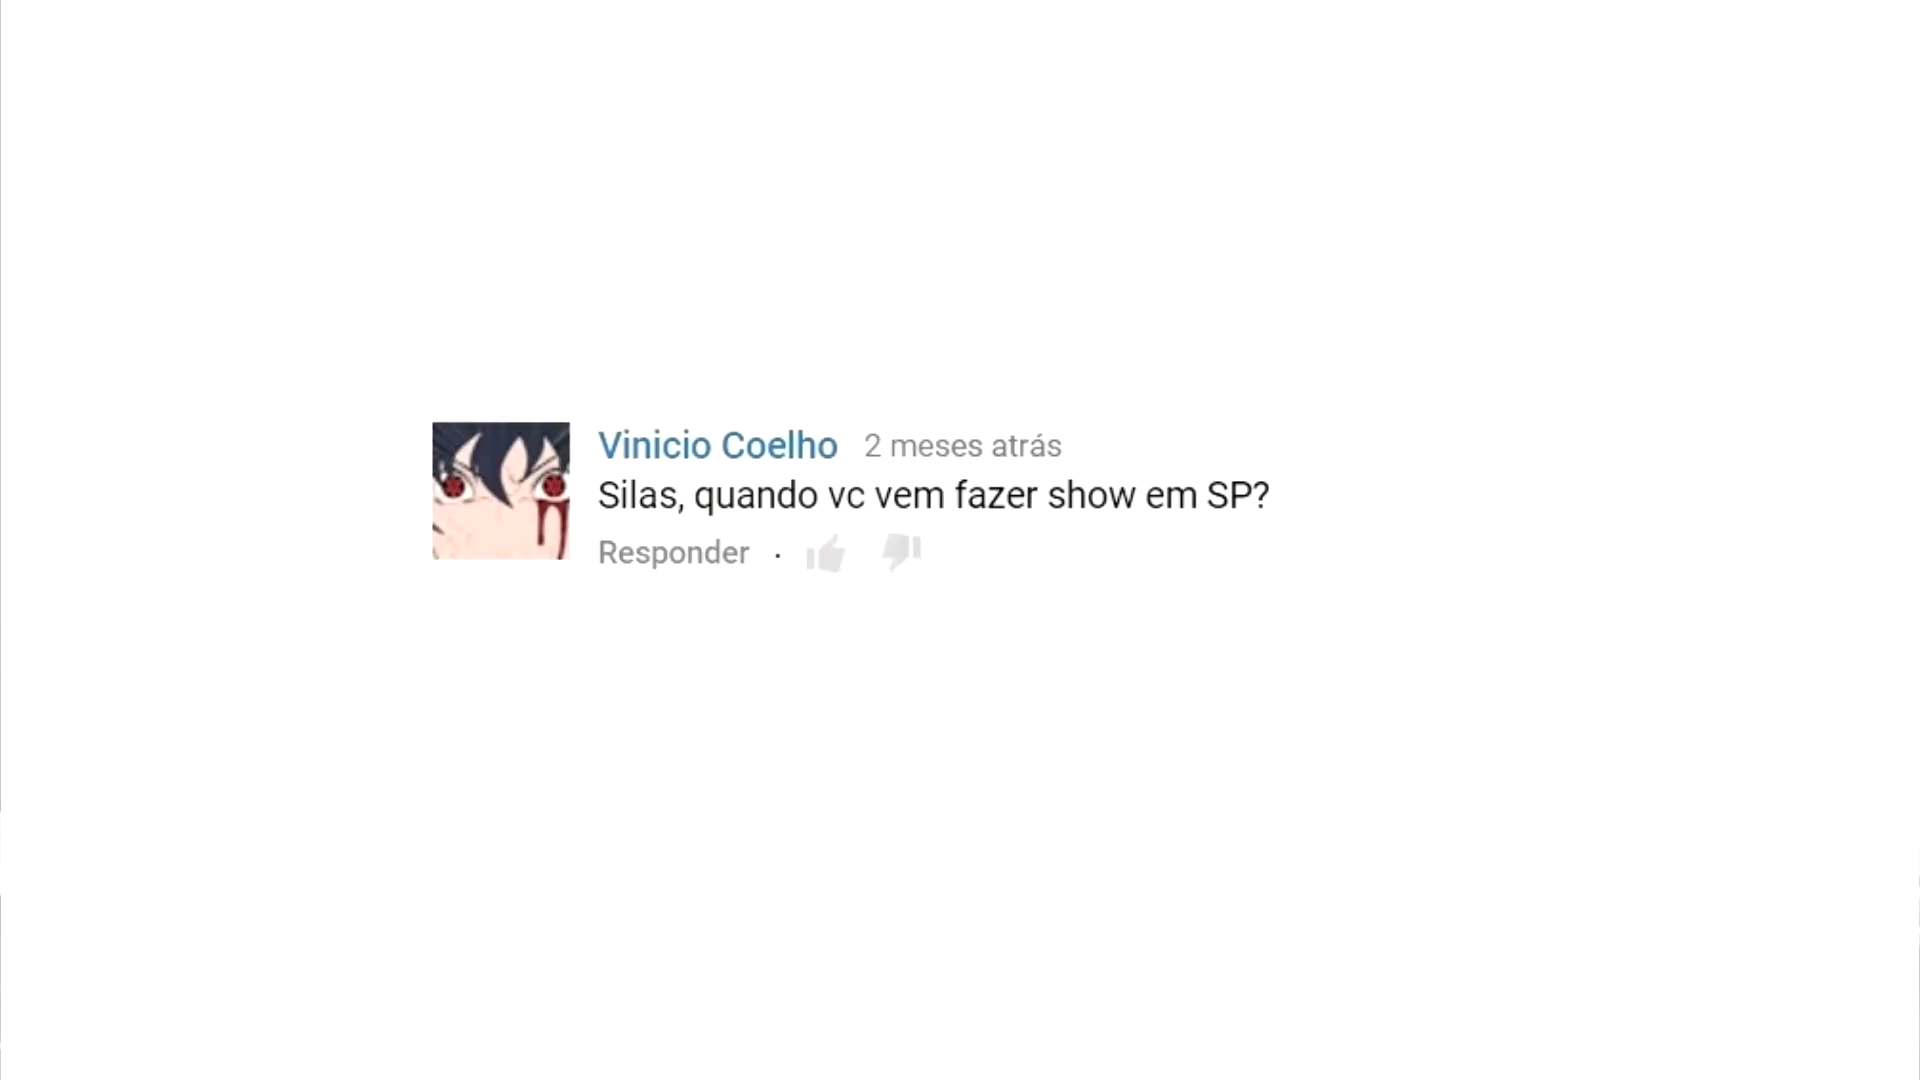 Vinicio Coelho 2 meses atrás
Silas, quando vc vem fazer show em SP?
Responder ·